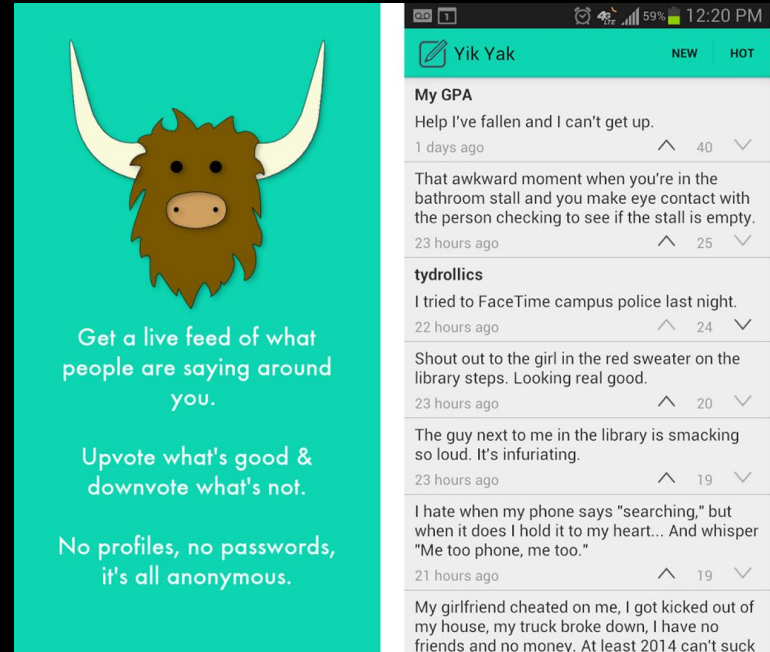 Get a live feed of what
people are saying around
you.
Upvote what's good &
downvote what's not.
No profiles, no passwords,
it's all anonymous.
1
4G LTE 59% 12:20 PM
Yik Yak NEW HOT
My GPA
Help I've fallen and I can't get up.
1 days ago 40
That awkward moment when you're in the
bathroom stall and you make eye contact with
the person checking to see if the stall is empty.
23 hours ago 25
tydrollics
I tried to FaceTime campus police last night.
22 hours ago 24
Shout out to the girl in the red sweater on the
library steps. Looking real good.
23 hours ago 20
The guy next to me in the library is smacking
so loud. It's infuriating.
23 hours ago 19
I hate when my phone says "searching," but
when it does I hold it to my heart... And whisper
"Me too phone, me too."
21 hours ago 19
My girlfriend cheated on me, I got kicked out of
my house, my truck broke down, I have no
friends and no money. At least 2014 can't suck